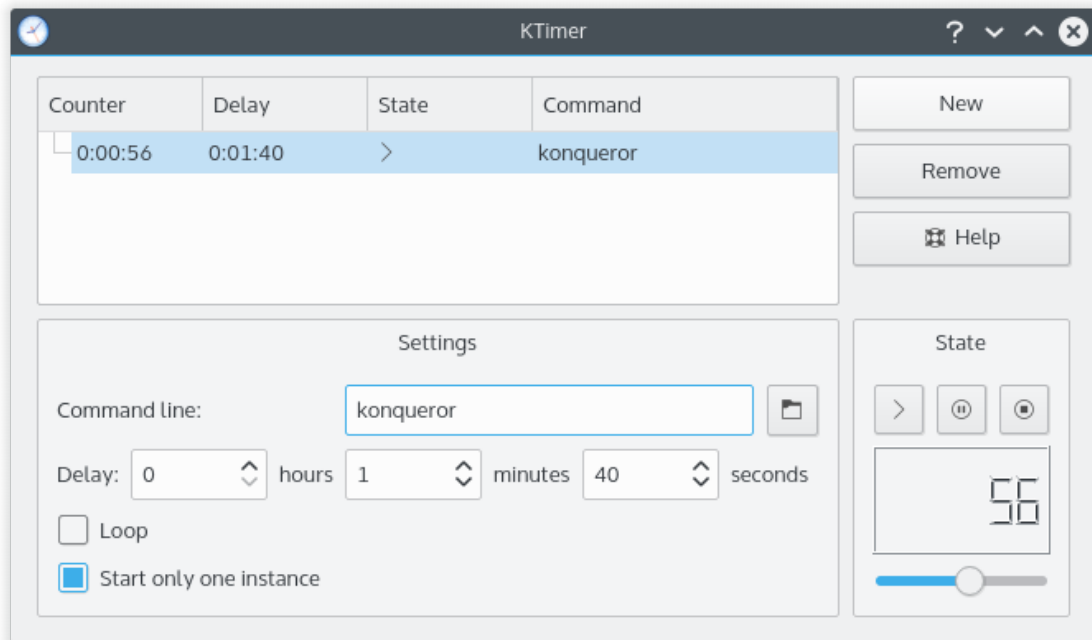 KTimer
Counter Delay State Command
0:00:56 0:01:40 > konqueror
New
Remove
Help
Settings
Command line: konqueror
Delay: 0 hours 1 minutes 40 seconds
Loop
Start only one instance
State
56